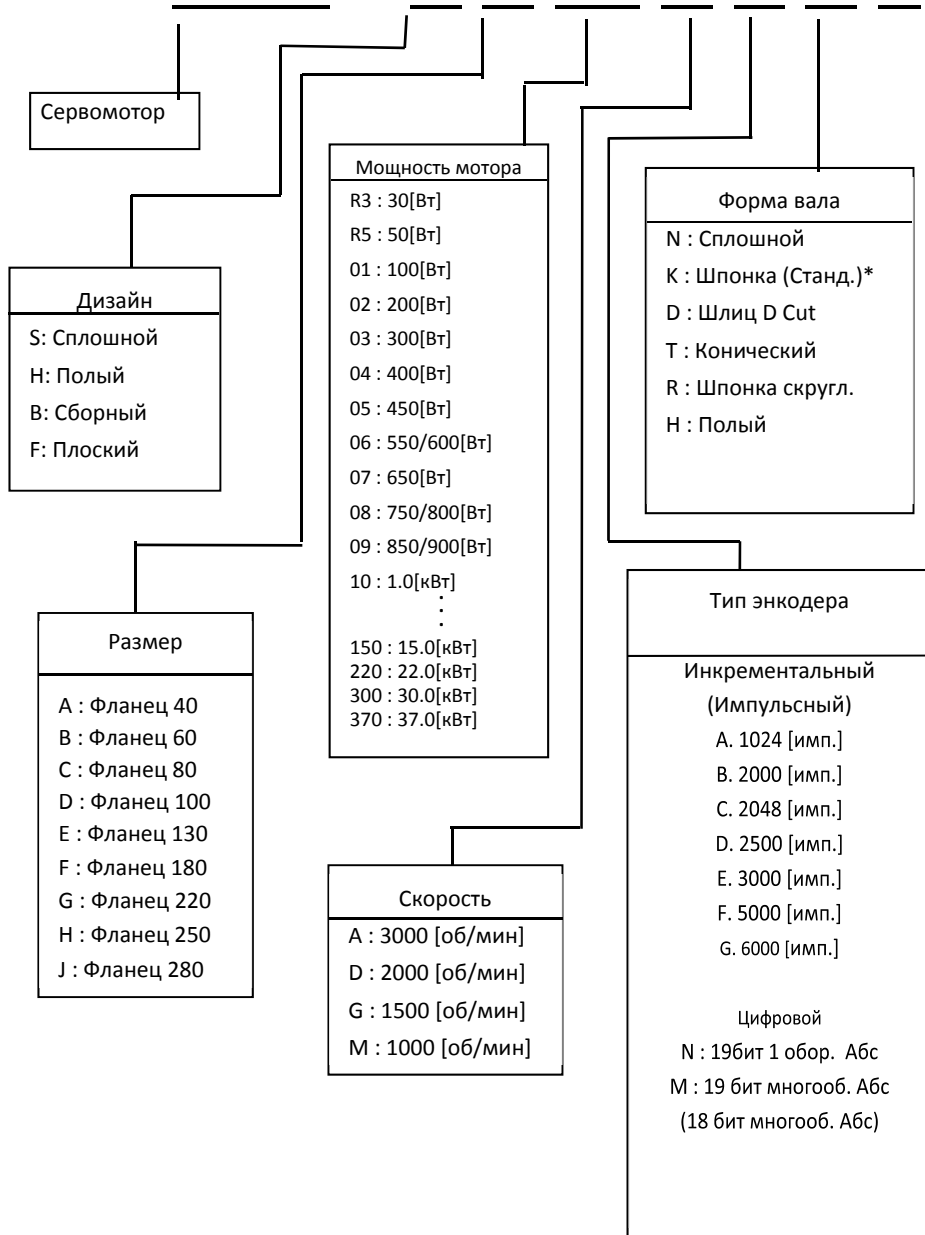 Сервомотор
Дизайн
S: Сплошной
H: Полый
B: Сборный
F: Плоский
Размер
A : Фланец 40
B : Фланец 60
C : Фланец 80
D : Фланец 100
E : Фланец 130
F : Фланец 180
G : Фланец 220
H : Фланец 250
J : Фланец 280
Мощность мотора
R3 : 30[Вт]
R5 : 50[Вт]
01 : 100[Вт]
02 : 200[Вт]
03 : 300[Вт]
04 : 400[Вт]
05 : 450[Вт]
06 : 550/600[Вт]
07 : 650[Вт]
08 : 750/800[Вт]
09 : 850/900[Вт]
10 : 1.0[кВт]
150 : 15.0[кВт]
220 : 22.0[кВт]
300 : 30.0[кВт]
370 : 37.0[кВт]
Скорость
A : 3000 [об/мин]
D : 2000 [об/мин]
G : 1500 [об/мин]
M : 1000 [об/мин]
Форма вала
N : Сплошной
K : Шпонка (Станд.)*
D : Шлиц D Cut
T : Конический
R : Шпонка скругл.
H : Полый
Тип энкодера
Инкрементальный
(Импульсный)
A. 1024 [имп.]
B. 2000 [имп.]
C. 2048 [имп.]
D. 2500 [имп.]
E. 3000 [имп.]
F. 5000 [имп.]
G. 6000 [имп.]
Цифровой
N : 19бит 1 обор. Абс
M : 19 бит многооб. Абс
(18 бит многооб. Абс)